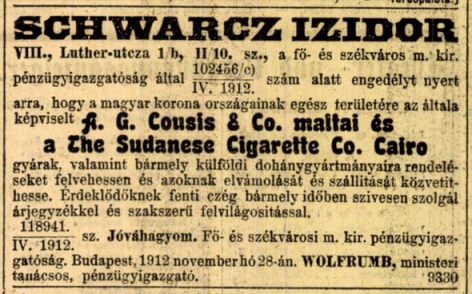 SCHWARCZ IZIDOR
VIII., Luther-utcza 1/b, II/10. sz., a fő- és székváros m. kir.
pénzügyigazgatóság által 102456/c) IV. 1912. szám alatt engedélyt nyert
arra, hogy a magyar korona országainak egész területére az általa
képviselt A. G. Cousis & Co. maltai és
a The Sudanese Cigarette Co. Cairo
gyárak, valamint bármely külföldi dohánygyártmányaira rendelé-
seket felvehessen és azoknak elvámolását és szállitását közvetit-
hesse. Érdeklődőknek fenti czég bármely időben szivesen szolgál
árjegyzékkel és szakszerű felvilágositással.
118941. IV. 1912. sz. Jóváhagyom. Fő- és székvárosi m. kir. pénzügyigaz-
gatóság. Budapest, 1912 november hó 28-án. WOLFRUMB, ministeri
tanácsos, pénzügyigazgató. 9330